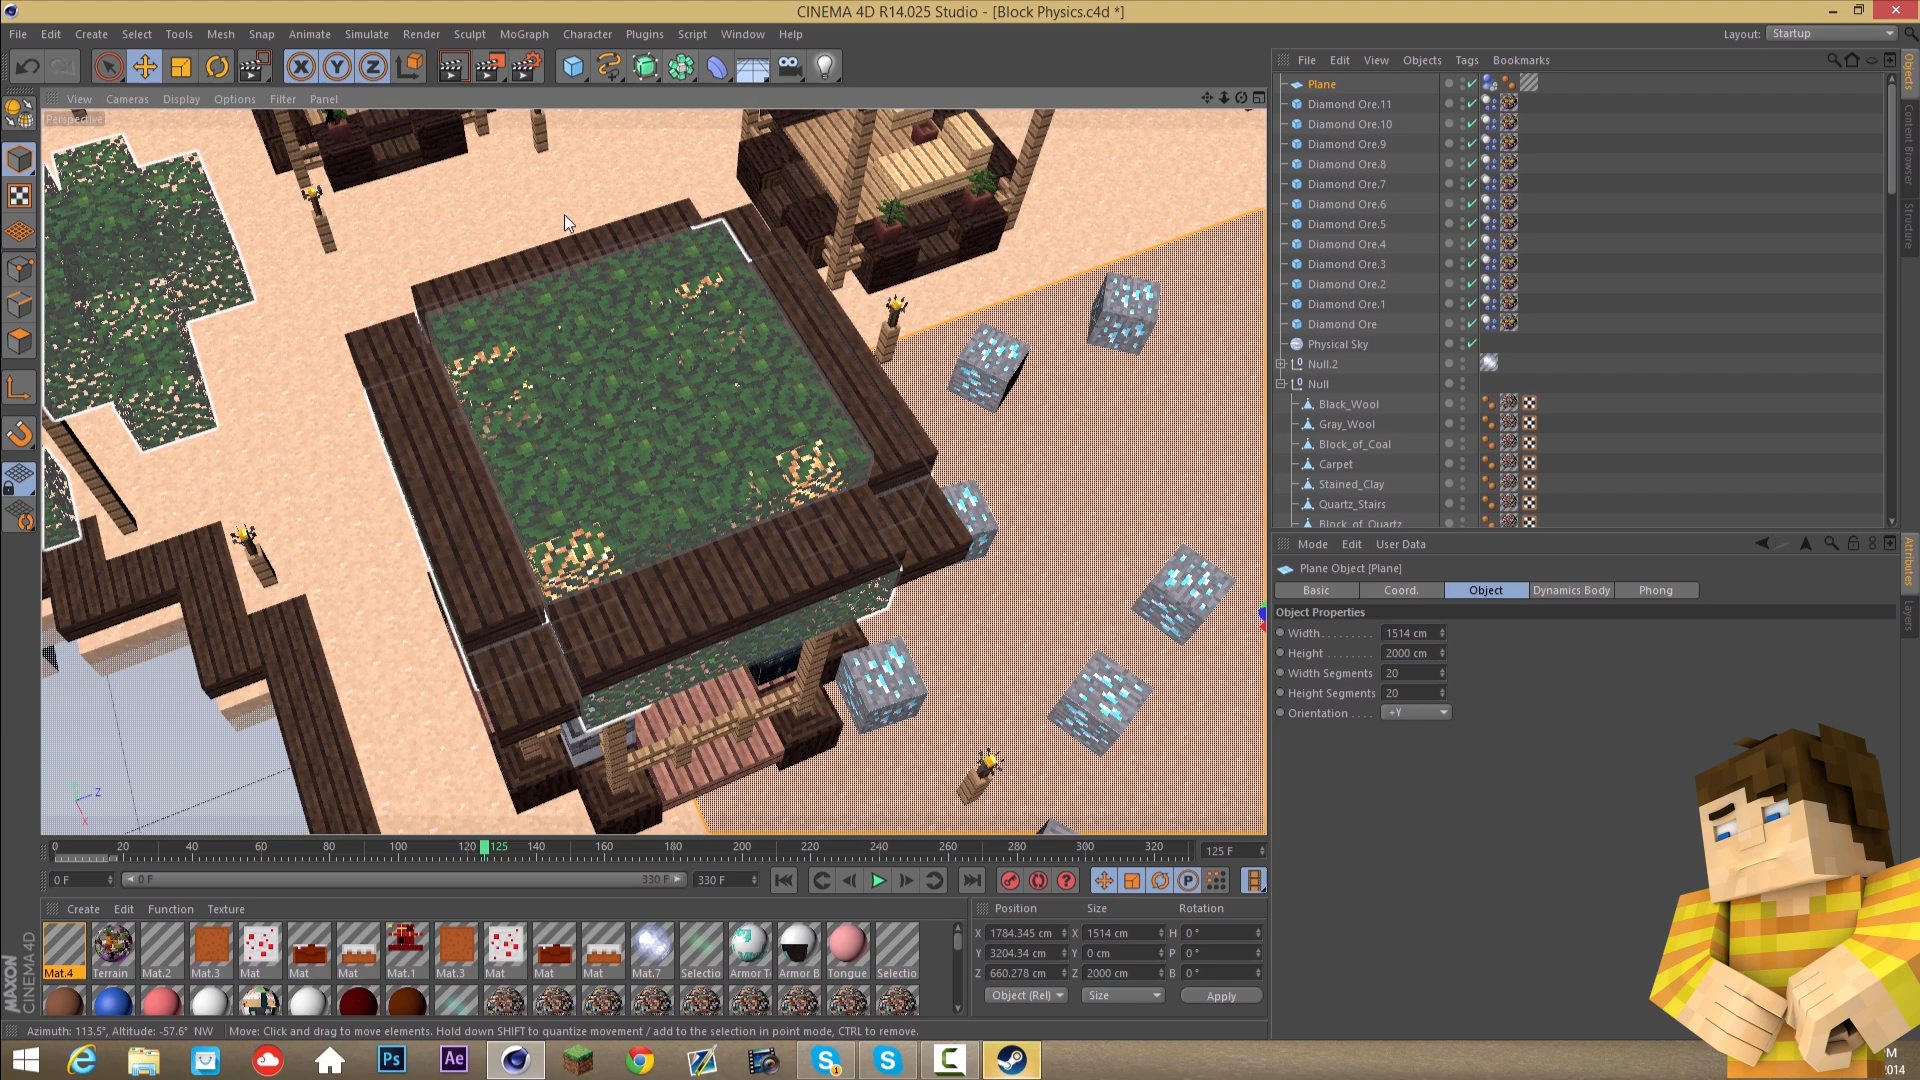 CINEMA 4D R14.025 Studio - [Block Physics.c4d *]
File Edit Create Select Tools Mesh Snap Animate Simulate Render Sculpt MoGraph Character Plugins Script Window Help
Layout: Startup
X Y Z
View Cameras Display Options Filter Panel
Perspective
File Edit View Objects Tags Bookmarks
Plane
Diamond Ore.11
Diamond Ore.10
Diamond Ore.9
Diamond Ore.8
Diamond Ore.7
Diamond Ore.6
Diamond Ore.5
Diamond Ore.4
Diamond Ore.3
Diamond Ore.2
Diamond Ore.1
Diamond Ore
Physical Sky
Null.2
Null
Black_Wool
Gray_Wool
Block_of_Coal
Carpet
Stained_Clay
Quartz_Stairs
Block_of_Quartz
Objects
Content Browser
Structure
Mode Edit User Data
Plane Object [Plane]
Basic Coord. Object Dynamics Body Phong
Object Properties
Width 1514 cm
Height 2000 cm
Width Segments 20
Height Segments 20
Orientation +Y
Attributes
Layers
Z
X
0 20 40 60 80 100 120 125 140 160 180 200 220 240 260 280 300 320
125 F
0 F 0 F 330 F 330 F
Create Edit Function Texture
Mat.4 Terrain Mat.2 Mat.3 Mat Mat Mat Mat.1 Mat.3 Mat Mat Mat Mat.7 Selectio Armor T Armor B Tongue Selectio
Position Size Rotation
X 1784.345 cm X 1514 cm H 0 °
Y 3204.34 cm Y 0 cm P 0 °
Z 660.278 cm Z 2000 cm B 0 °
Object (Rel) Size Apply
MAXON
CINEMA 4D
Azimuth: 113.5°, Altitude: -57.6° NW Move: Click and drag to move elements. Hold down SHIFT to quantize movement / add to the selection in point mode, CTRL to remove.
Ps Ae